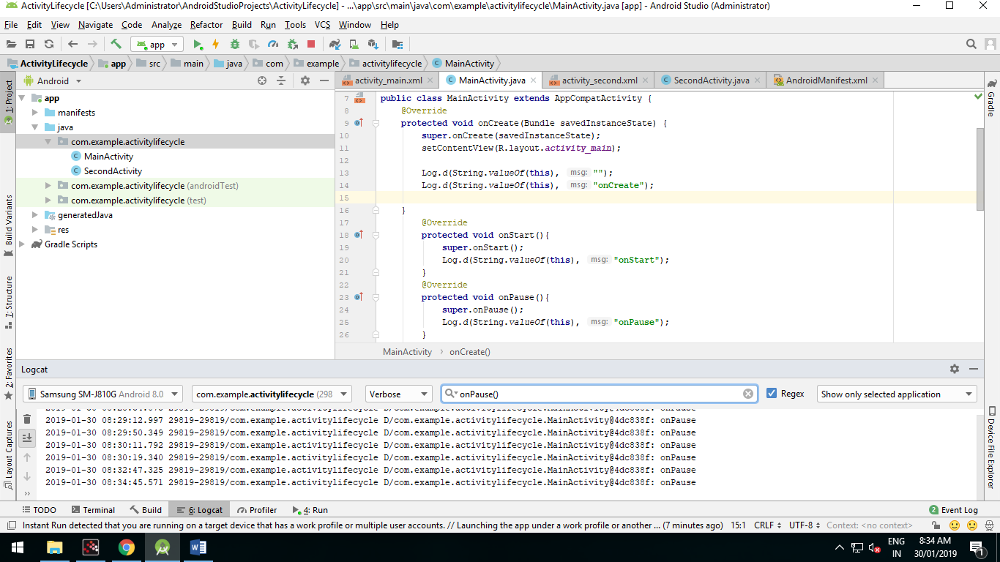 ActivityLifecycle [C:\Users\Administrator\AndroidStudioProjects\ActivityLifecycle] - ...\app\src\main\java\com\example\activitylifecycle\MainActivity.java [app] - Android Studio (Administrator)
File Edit View Navigate Code Analyze Refactor Build Run Tools VCS Window Help
app
ActivityLifecycle app src main java com example activitylifecycle MainActivity
1: Project
Build Variants
7: Structure
2: Favorites
Layout Captures
Android
app
manifests
java
com.example.activitylifecycle
MainActivity
SecondActivity
com.example.activitylifecycle (androidTest)
com.example.activitylifecycle (test)
generatedJava
res
Gradle Scripts
activity_main.xml MainActivity.java activity_second.xml SecondActivity.java AndroidManifest.xml
7 public class MainActivity extends AppCompatActivity {
8 @Override
9 protected void onCreate(Bundle savedInstanceState) {
10 super.onCreate(savedInstanceState);
11 setContentView(R.layout.activity_main);
12
13 Log.d(String.valueOf(this), msg: "");
14 Log.d(String.valueOf(this), msg: "onCreate");
15
16 }
17 @Override
18 protected void onStart(){
19 super.onStart();
20 Log.d(String.valueOf(this), msg: "onStart");
21 }
22 @Override
23 protected void onPause(){
24 super.onPause();
25 Log.d(String.valueOf(this), msg: "onPause");
26 }
MainActivity › onCreate()
Gradle
Device File Explorer
Logcat
Samsung SM-J810G Android 8.0 com.example.activitylifecycle (298 Verbose onPause() Regex Show only selected application
2019-01-30 08:29:12.997 29819-29819/com.example.activitylifecycle D/com.example.activitylifecycle.MainActivity@4dc838f: onPause
2019-01-30 08:29:50.349 29819-29819/com.example.activitylifecycle D/com.example.activitylifecycle.MainActivity@4dc838f: onPause
2019-01-30 08:30:11.792 29819-29819/com.example.activitylifecycle D/com.example.activitylifecycle.MainActivity@4dc838f: onPause
2019-01-30 08:30:19.340 29819-29819/com.example.activitylifecycle D/com.example.activitylifecycle.MainActivity@4dc838f: onPause
2019-01-30 08:32:47.325 29819-29819/com.example.activitylifecycle D/com.example.activitylifecycle.MainActivity@4dc838f: onPause
2019-01-30 08:34:45.571 29819-29819/com.example.activitylifecycle D/com.example.activitylifecycle.MainActivity@4dc838f: onPause
TODO Terminal Build 6: Logcat Profiler 4: Run 2 Event Log
Instant Run detected that you are running on a target device that has a work profile or multiple user accounts. // Launching the app under a work profile or another ... (7 minutes ago) 15:1 CRLF UTF-8 Context: <no context>
ENG 8:34 AM
IN 30/01/2019 1